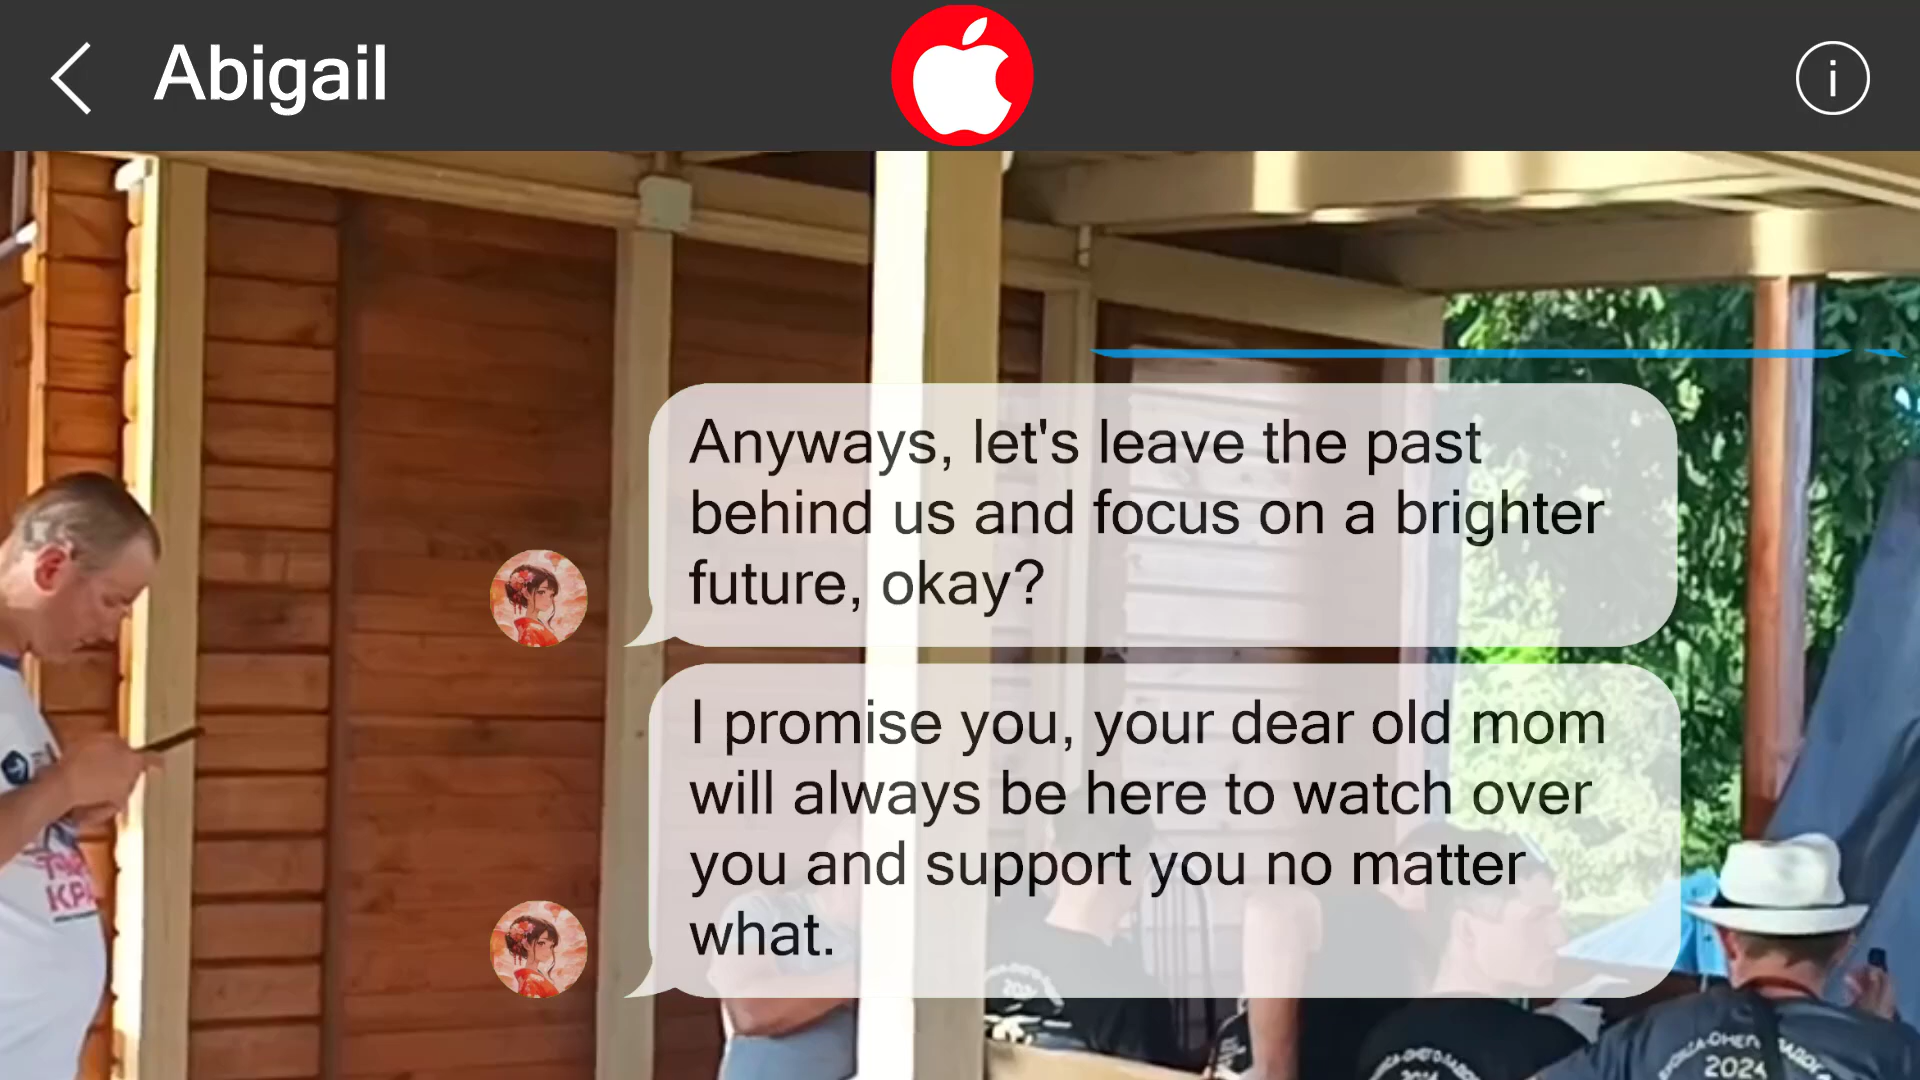 Abigail
Anyways, let's leave the past
behind us and focus on a brighter
future, okay?
I promise you, your dear old mom
will always be here to watch over
you and support you no matter
what.
2024